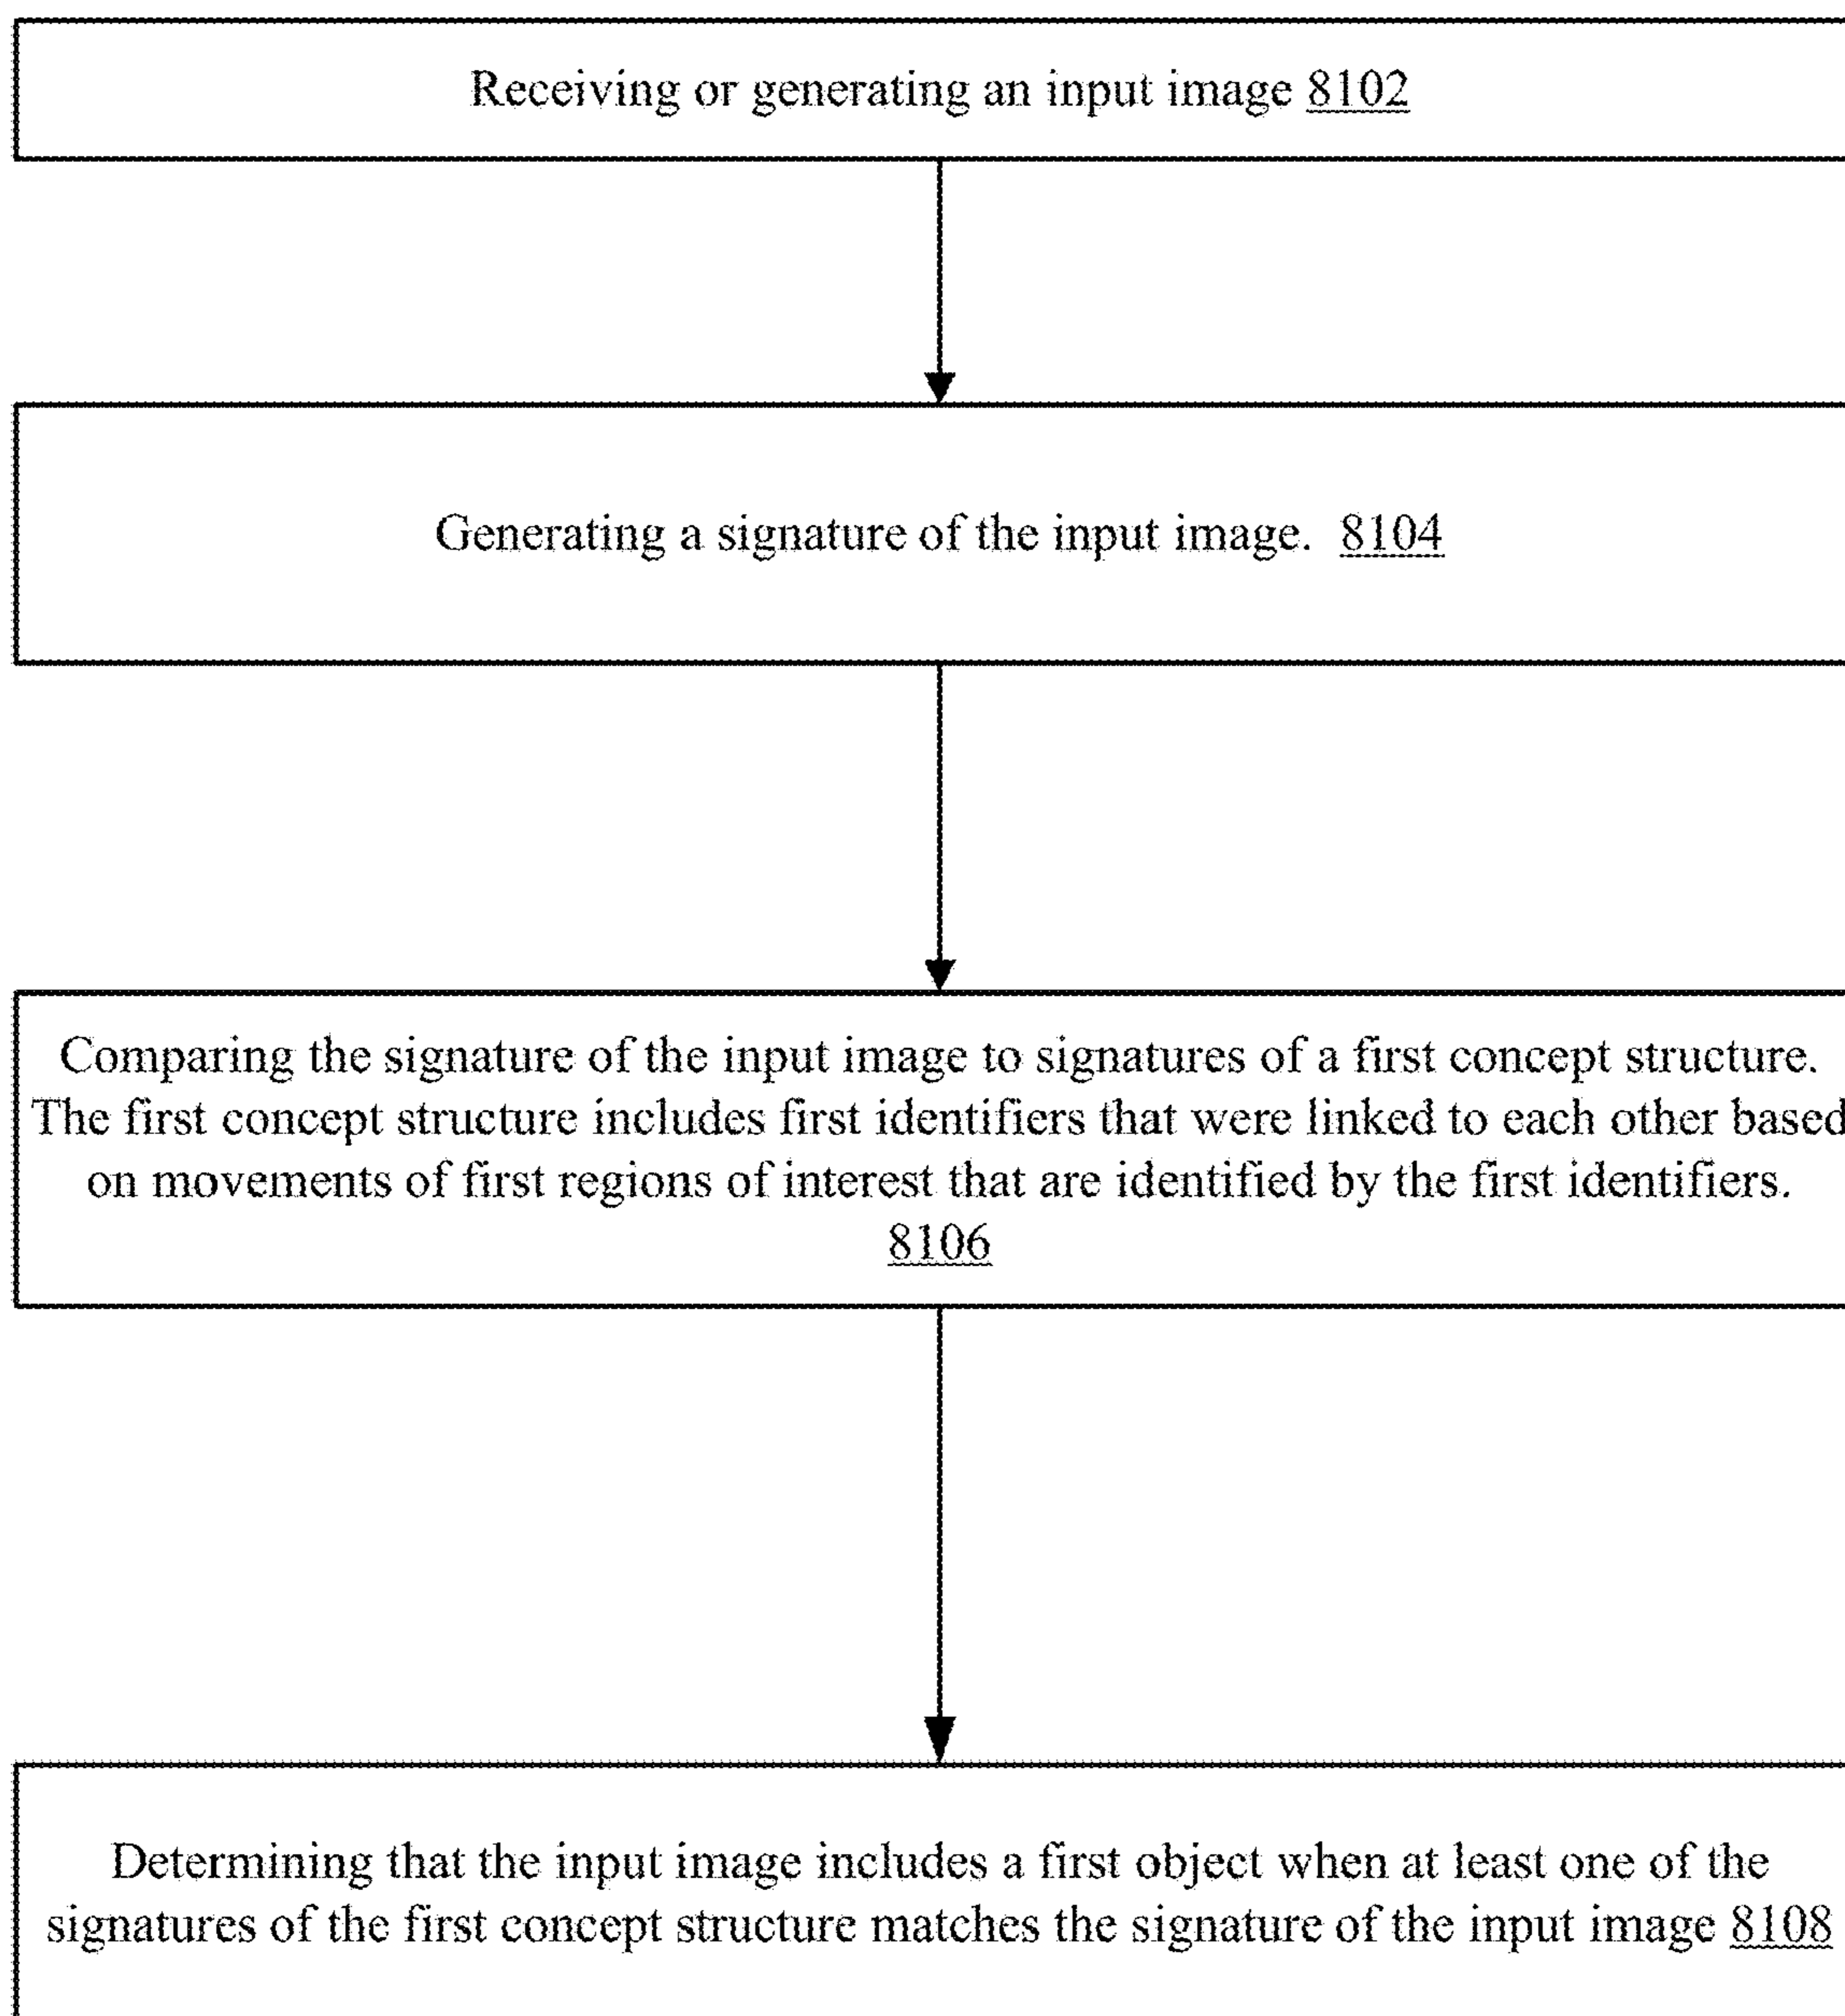 Receiving or generating an input image 8102
Generating a signature of the input image. 8104
Comparing the signature of the input image to signatures of a first concept structure.
The first concept structure includes first identifiers that were linked to each other based
on movements of first regions of interest that are identified by the first identifiers.
8106
Determining that the input image includes a first object when at least one of the
signatures of the first concept structure matches the signature of the input image 8108